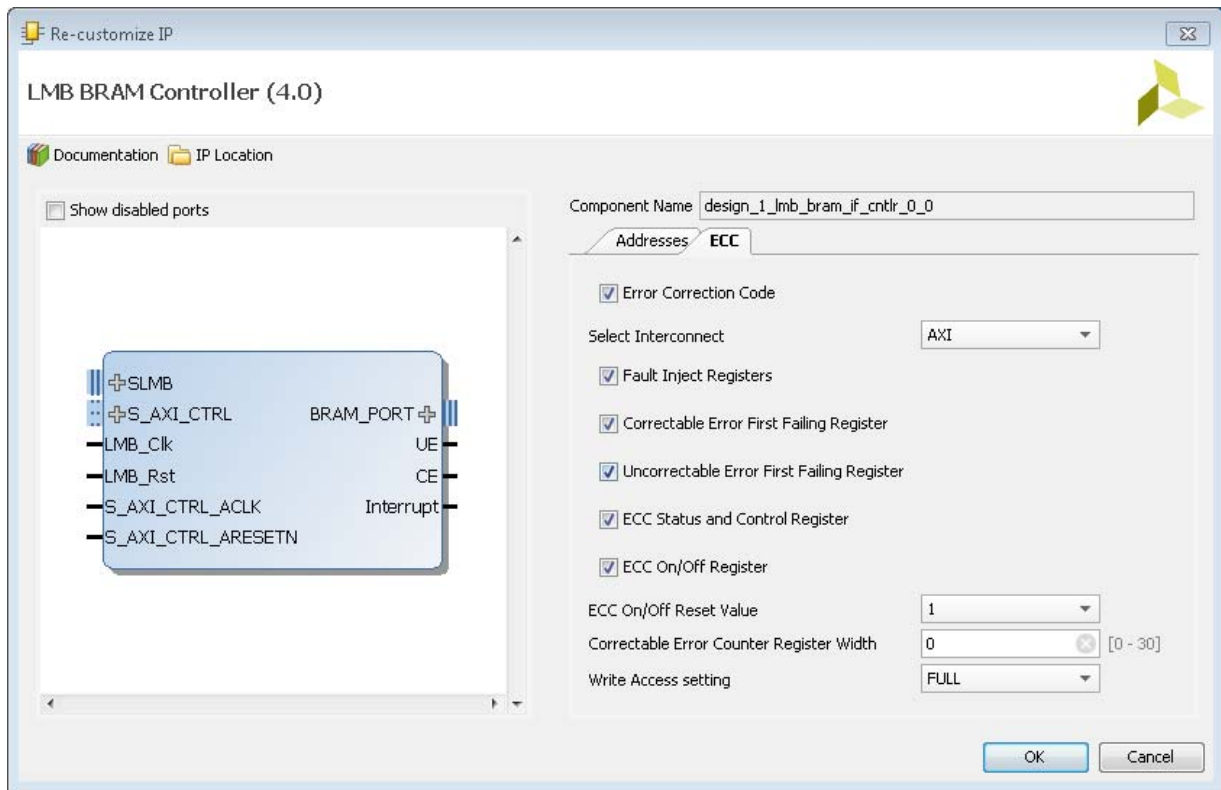 Re-customize IP
LMB BRAM Controller (4.0)
Documentation IP Location
Show disabled ports
SLMB
S_AXI_CTRL BRAM_PORT
LMB_Clk UE
LMB_Rst CE
S_AXI_CTRL_ACLK Interrupt
S_AXI_CTRL_ARESETN
Component Name design_1_lmb_bram_if_cntlr_0_0
Addresses ECC
Error Correction Code
Select Interconnect AXI
Fault Inject Registers
Correctable Error First Failing Register
Uncorrectable Error First Failing Register
ECC Status and Control Register
ECC On/Off Register
ECC On/Off Reset Value 1
Correctable Error Counter Register Width 0 [0 - 30]
Write Access setting FULL
OK Cancel